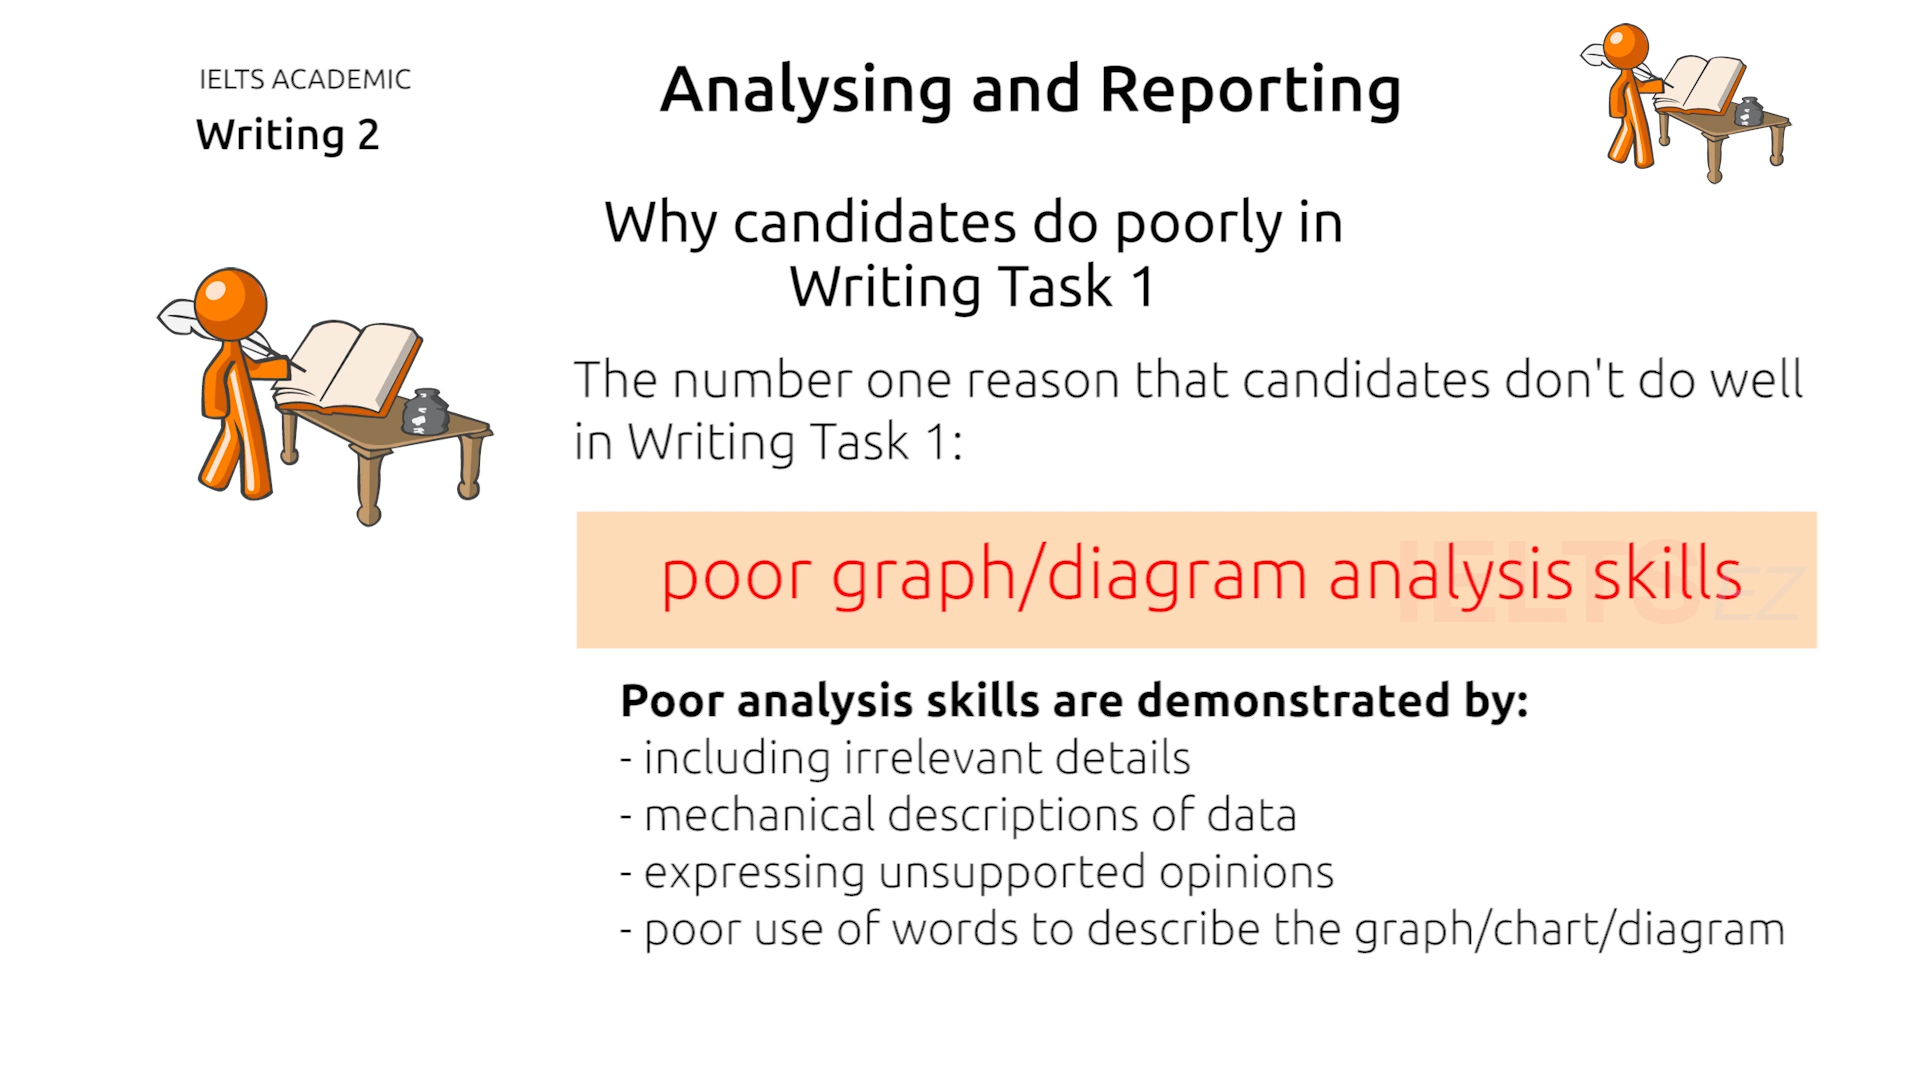 IELTS ACADEMIC
Writing 2
Analysing and Reporting
Why candidates do poorly in
Writing Task 1
The number one reason that candidates don't do well
in Writing Task 1:
poor graph/diagram analysis skills
IELTS EZ
Poor analysis skills are demonstrated by:
- including irrelevant details
- mechanical descriptions of data
- expressing unsupported opinions
- poor use of words to describe the graph/chart/diagram